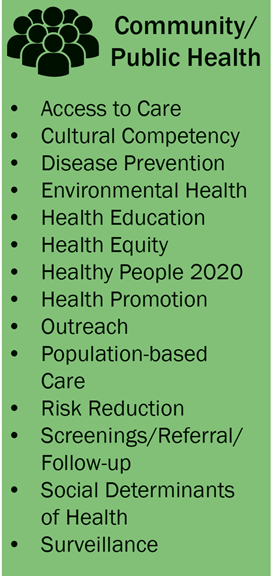 Community/
Public Health
• Access to Care
• Cultural Competency
• Disease Prevention
• Environmental Health
• Health Education
• Health Equity
• Healthy People 2020
• Health Promotion
• Outreach
• Population-based
Care
• Risk Reduction
• Screenings/Referral/
Follow-up
• Social Determinants
of Health
• Surveillance